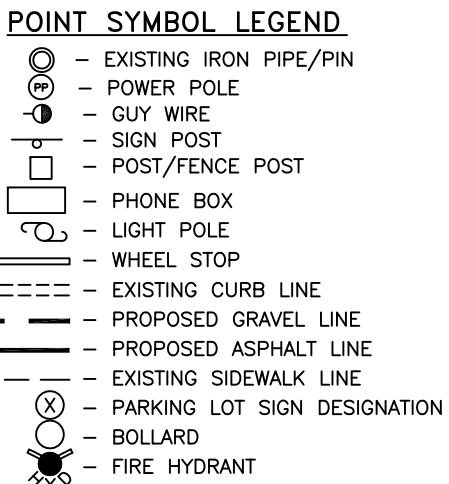 POINT SYMBOL LEGEND
– EXISTING IRON PIPE/PIN
PP – POWER POLE
– GUY WIRE
– SIGN POST
– POST/FENCE POST
– PHONE BOX
– LIGHT POLE
– WHEEL STOP
– EXISTING CURB LINE
– PROPOSED GRAVEL LINE
– PROPOSED ASPHALT LINE
– EXISTING SIDEWALK LINE
X – PARKING LOT SIGN DESIGNATION
– BOLLARD
– FIRE HYDRANT